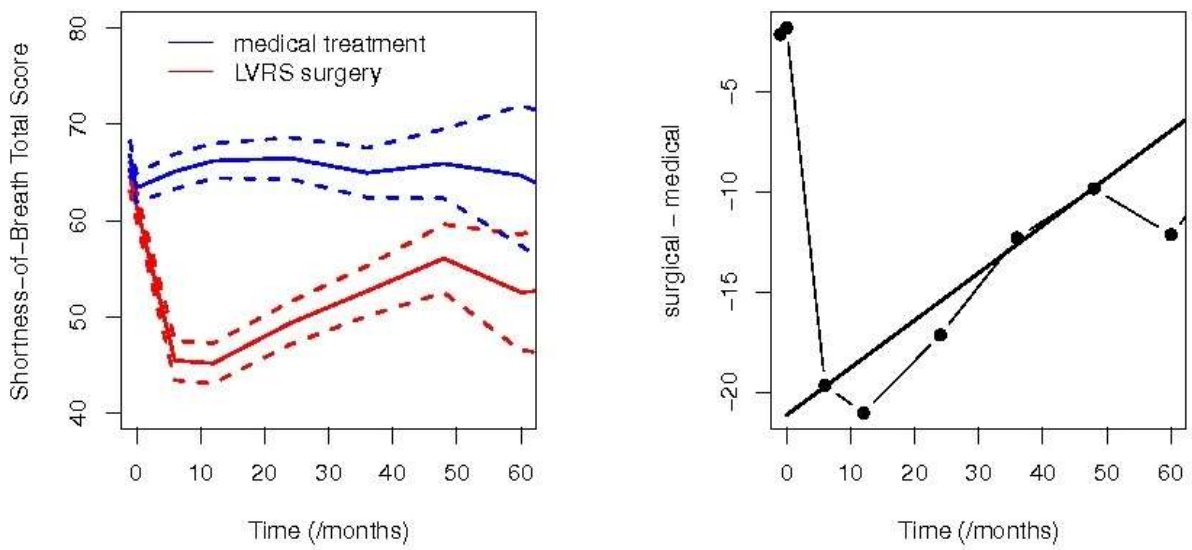 Shortness-of-Breath Total Score
80
70
60
50
40
medical treatment
LVRS surgery
0 10 20 30 40 50 60
Time (/months)
surgical - medical
-5
-10
-15
-20
0 10 20 30 40 50 60
Time (/months)